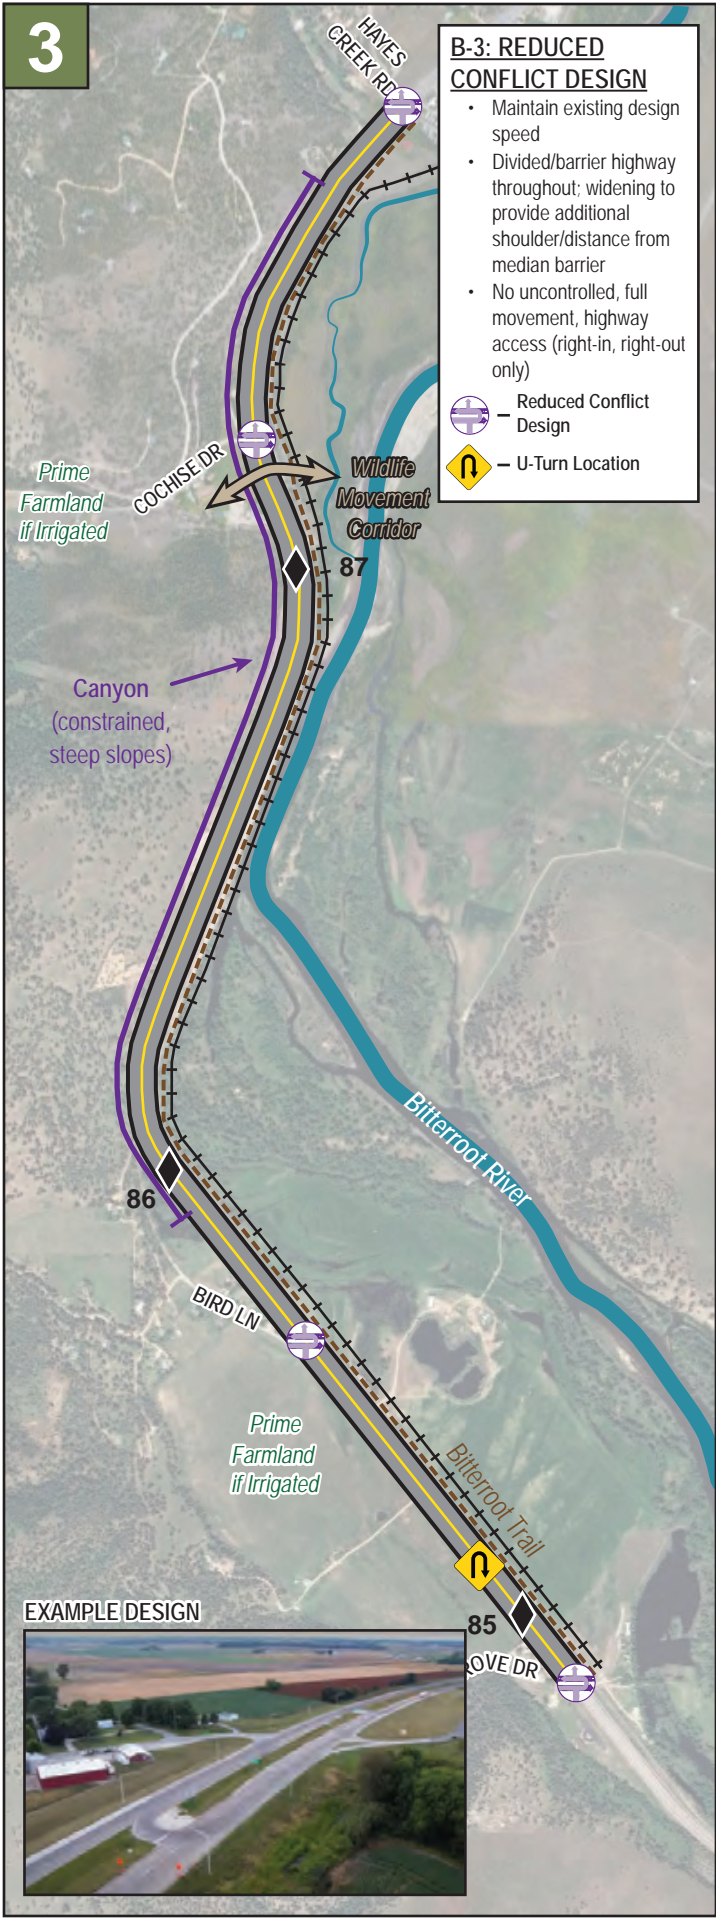 3
HAYES
CREEK RD
B-3: REDUCED
CONFLICT DESIGN
• Maintain existing design
speed
• Divided/barrier highway
throughout; widening to
provide additional
shoulder/distance from
median barrier
• No uncontrolled, full
movement, highway
access (right-in, right-out
only)
– Reduced Conflict
Design
– U-Turn Location
COCHISE DR
Prime
Farmland
if Irrigated
Wildlife
Movement
Corridor
87
Canyon
(constrained,
steep slopes)
Bitterroot River
86
BIRD LN
Prime
Farmland
if Irrigated
Bitterroot Trail
85
ROVE DR
EXAMPLE DESIGN